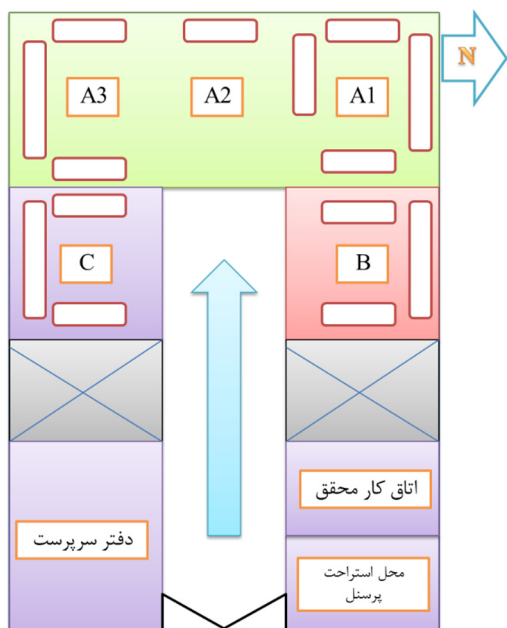 N
A3
A2
A1
C
B
اتاق کار محقق
دفتر سرپرست
محل استراحت
پرسنل